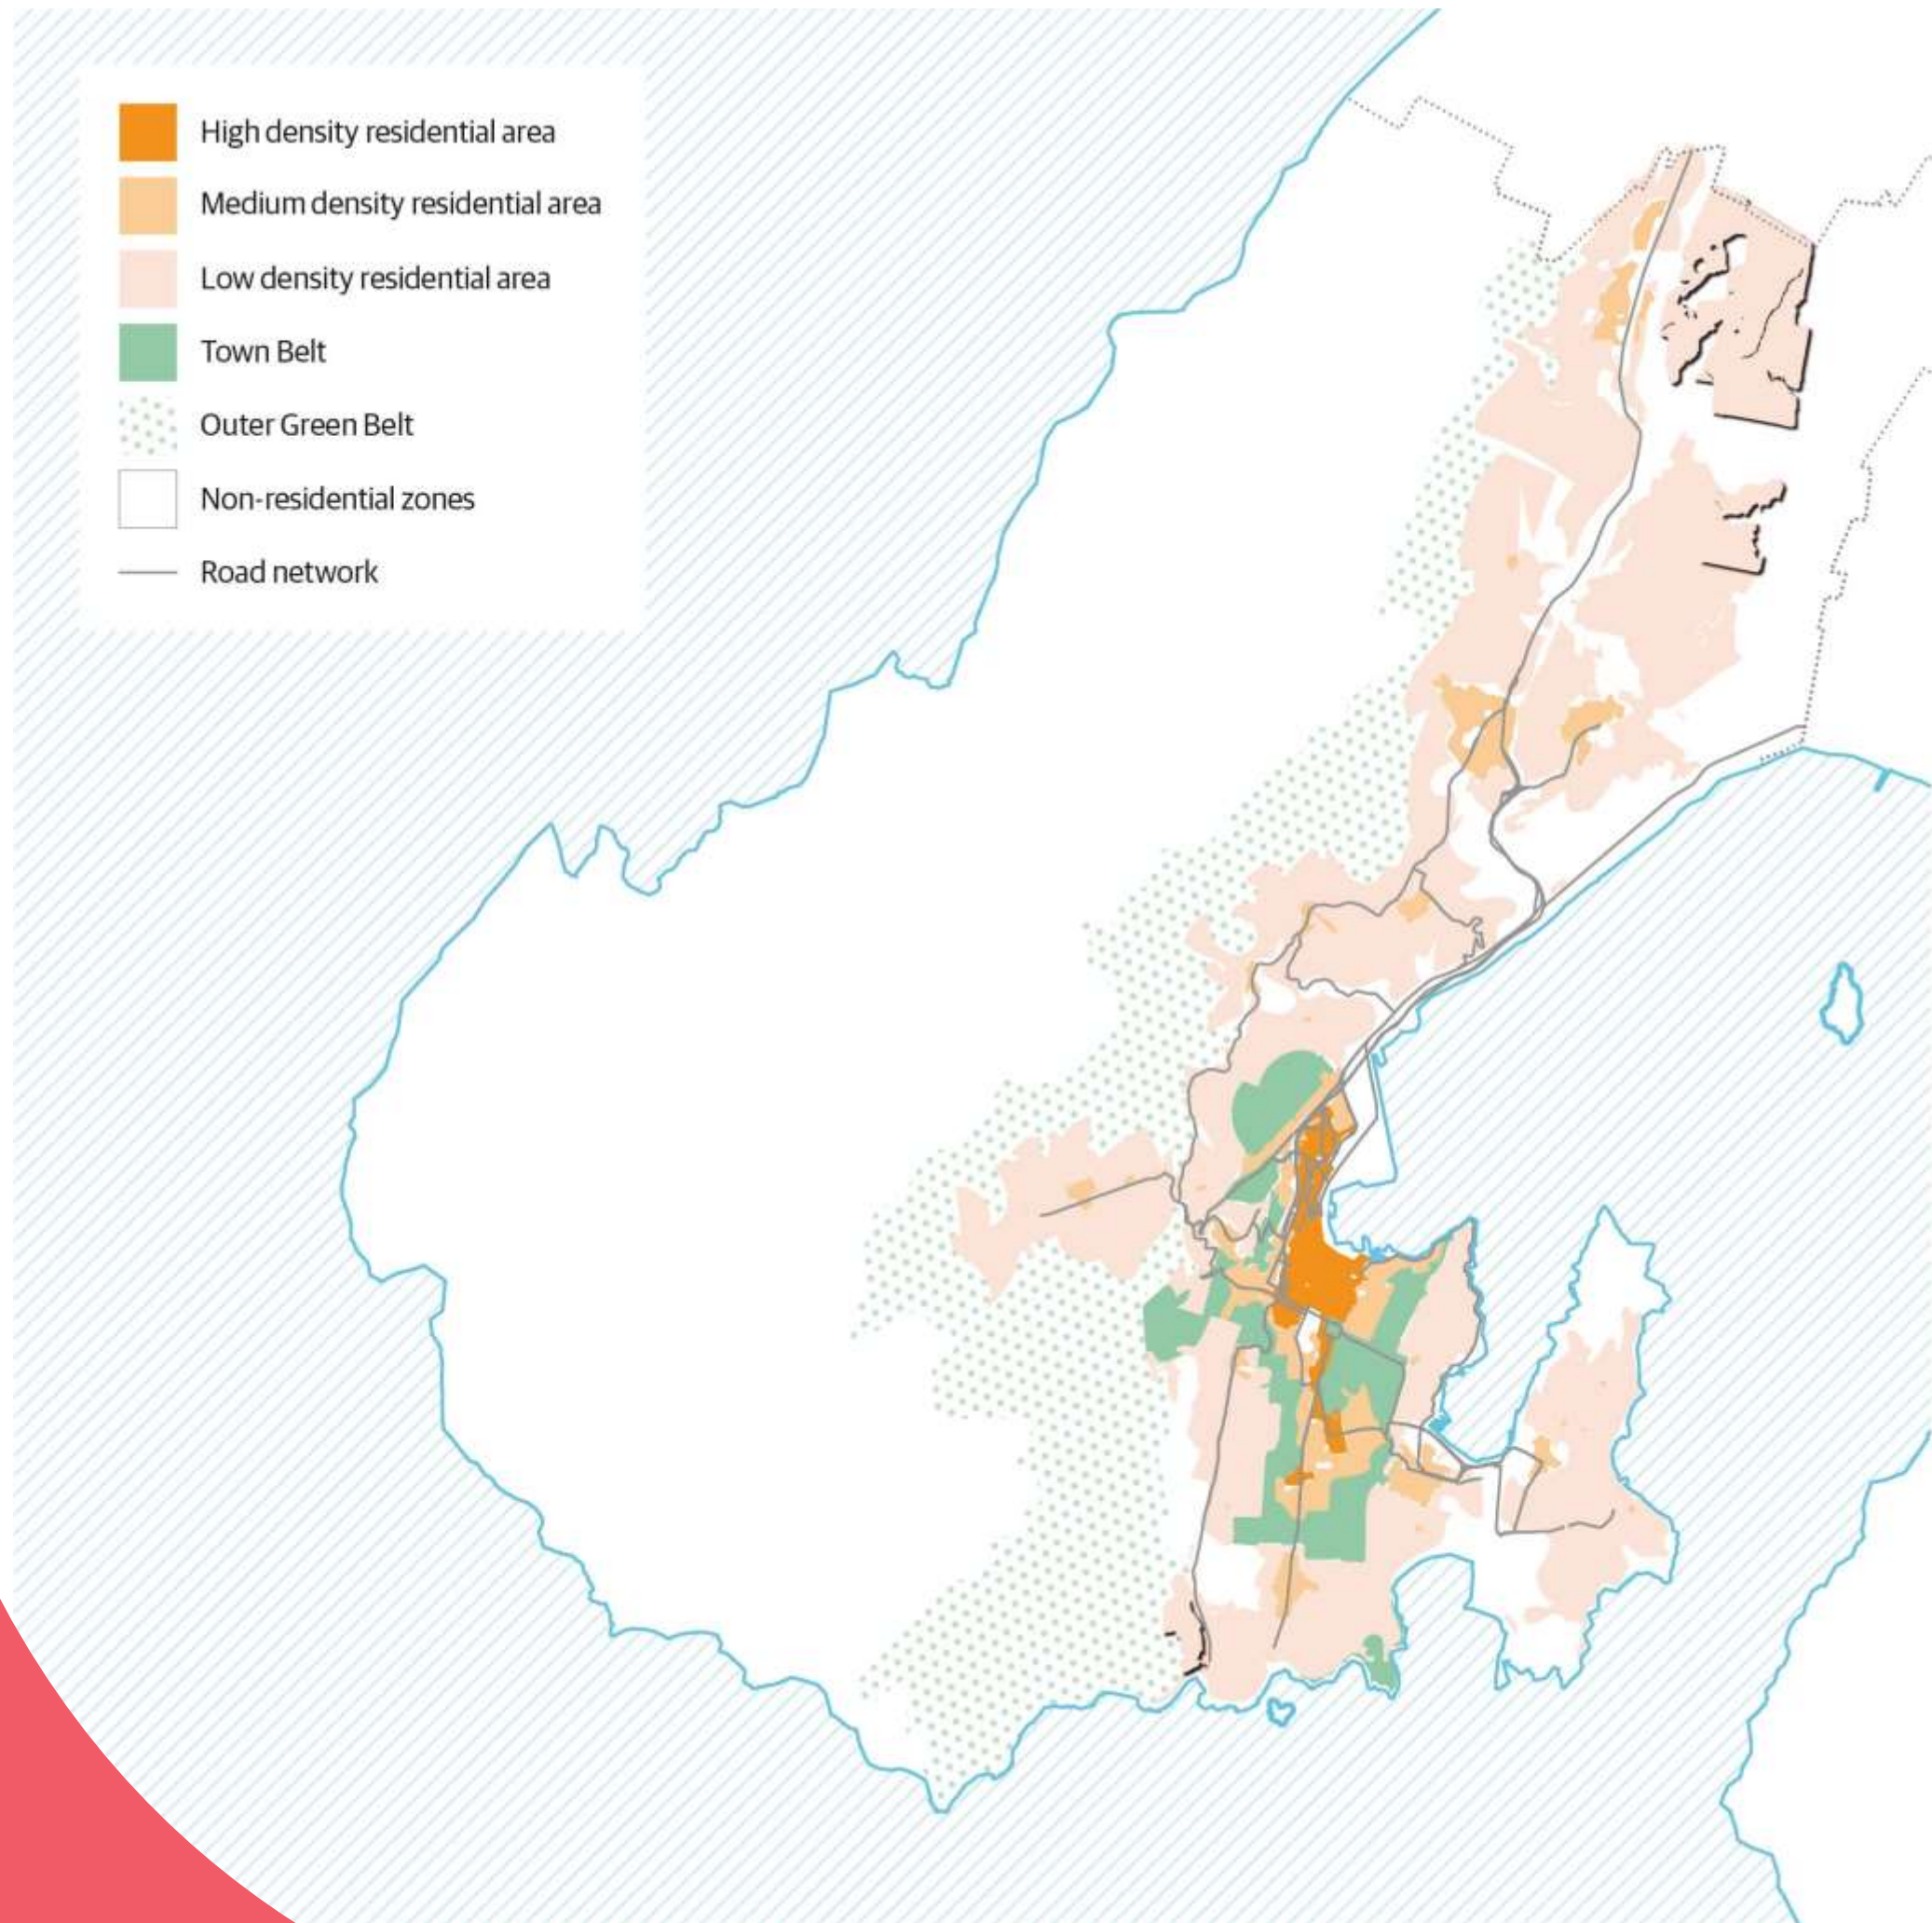 High density residential area
Medium density residential area
Low density residential area
Town Belt
Outer Green Belt
Non-residential zones
Road network